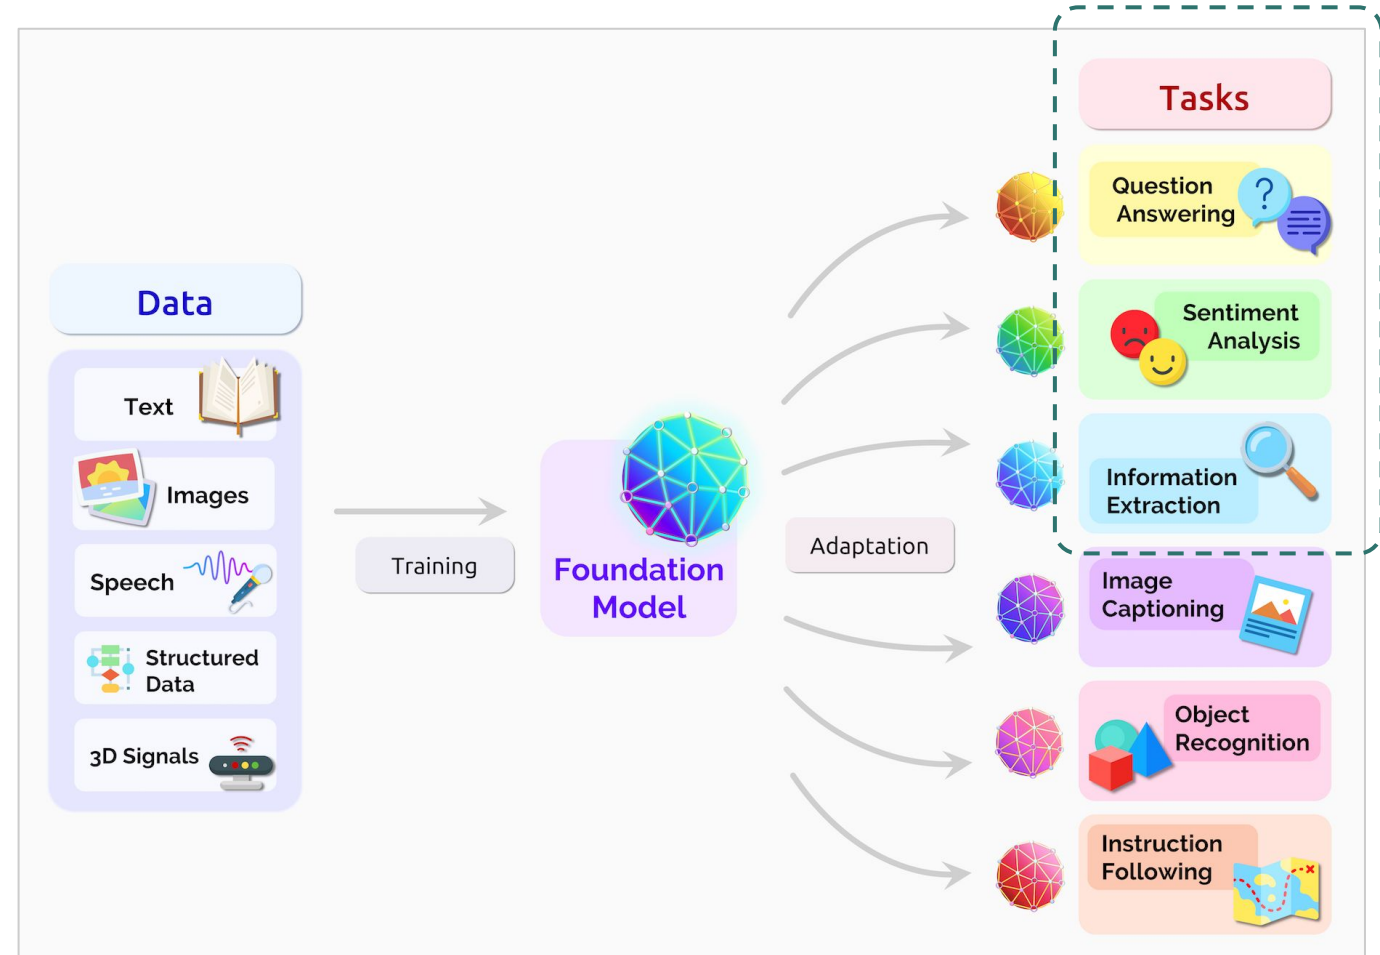 Tasks
Question
Answering
Sentiment
Analysis
Information
Extraction
Image
Captioning
Object
Recognition
Instruction
Following
Data
Text
Images
Speech
Structured
Data
3D Signals
Training
Foundation
Model
Adaptation